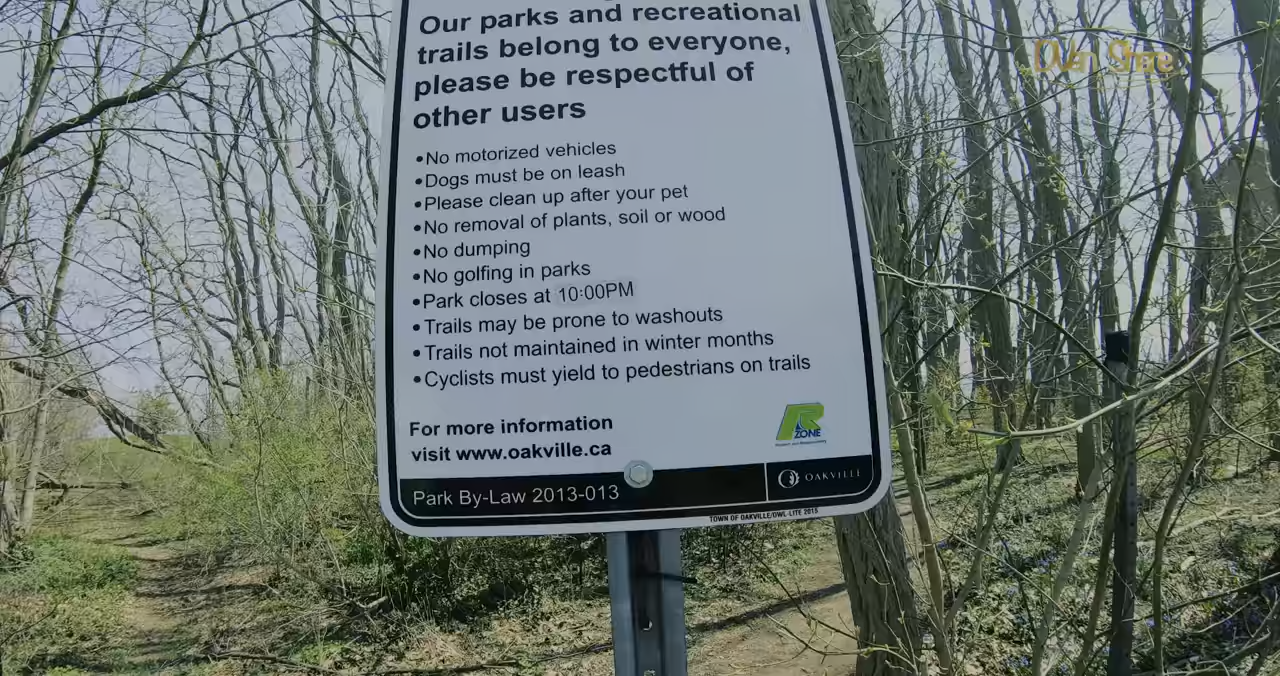 Our parks and recreational
trails belong to everyone,
please be respectful of
other users
•No motorized vehicles
•Dogs must be on leash
•Please clean up after your pet
•No removal of plants, soil or wood
•No dumping
•No golfing in parks
•Park closes at 10:00PM
•Trails may be prone to washouts
•Trails not maintained in winter months
•Cyclists must yield to pedestrians on trails
For more information
visit www.oakville.ca
R
ZONE
Park By-Law 2013-013
OAKVILLE
TOWN OF OAKVILLE/OWL-LITE 2015